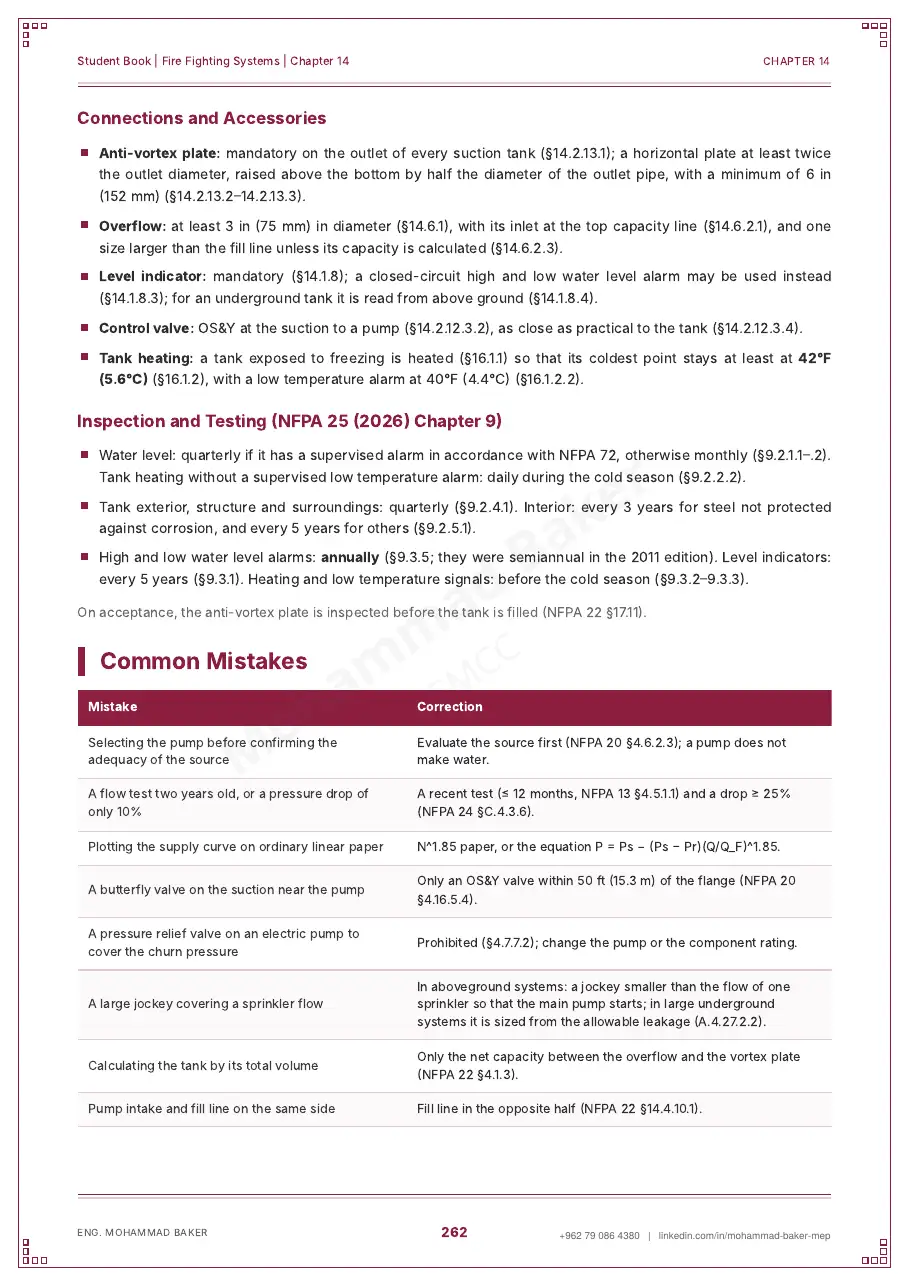 Student Book | Fire Fighting Systems | Chapter 14
CHAPTER 14
Connections and Accessories
Anti-vortex plate: mandatory on the outlet of every suction tank (§14.2.13.1); a horizontal plate at least twice
the outlet diameter, raised above the bottom by half the diameter of the outlet pipe, with a minimum of 6 in
(152 mm) (§14.2.13.2–14.2.13.3).
Overflow: at least 3 in (75 mm) in diameter (§14.6.1), with its inlet at the top capacity line (§14.6.2.1), and one
size larger than the fill line unless its capacity is calculated (§14.6.2.3).
Level indicator: mandatory (§14.1.8); a closed-circuit high and low water level alarm may be used instead
(§14.1.8.3); for an underground tank it is read from above ground (§14.1.8.4).
Control valve: OS&Y at the suction to a pump (§14.2.12.3.2), as close as practical to the tank (§14.2.12.3.4).
Tank heating: a tank exposed to freezing is heated (§16.1.1) so that its coldest point stays at least at 42°F
(5.6°C) (§16.1.2), with a low temperature alarm at 40°F (4.4°C) (§16.1.2.2).
Inspection and Testing (NFPA 25 (2026) Chapter 9)
Water level: quarterly if it has a supervised alarm in accordance with NFPA 72, otherwise monthly (§9.2.1.1–.2).
Tank heating without a supervised low temperature alarm: daily during the cold season (§9.2.2.2).
Tank exterior, structure and surroundings: quarterly (§9.2.4.1). Interior: every 3 years for steel not protected
against corrosion, and every 5 years for others (§9.2.5.1).
High and low water level alarms: annually (§9.3.5; they were semiannual in the 2011 edition). Level indicators:
every 5 years (§9.3.1). Heating and low temperature signals: before the cold season (§9.3.2–9.3.3).
On acceptance, the anti-vortex plate is inspected before the tank is filled (NFPA 22 §17.11).
Mohammad Baker
SMCC
Common Mistakes
Mistake
Correction
Selecting the pump before confirming the
adequacy of the source
Evaluate the source first (NFPA 20 §4.6.2.3); a pump does not
make water.
A flow test two years old, or a pressure drop of
only 10%
A recent test (≤ 12 months, NFPA 13 §4.5.1.1) and a drop ≥ 25%
(NFPA 24 §C.4.3.6).
Plotting the supply curve on ordinary linear paper
N^1.85 paper, or the equation P = Ps − (Ps − Pr)(Q/Q_F)^1.85.
A butterfly valve on the suction near the pump
Only an OS&Y valve within 50 ft (15.3 m) of the flange (NFPA 20
§4.16.5.4).
A pressure relief valve on an electric pump to
cover the churn pressure
Prohibited (§4.7.7.2); change the pump or the component rating.
A large jockey covering a sprinkler flow
In aboveground systems: a jockey smaller than the flow of one
sprinkler so that the main pump starts; in large underground
systems it is sized from the allowable leakage (A.4.27.2.2).
Calculating the tank by its total volume
Only the net capacity between the overflow and the vortex plate
(NFPA 22 §4.1.3).
Pump intake and fill line on the same side
Fill line in the opposite half (NFPA 22 §14.4.10.1).
ENG. MOHAMMAD BAKER
262
+962 79 086 4380 | linkedin.com/in/mohammad-baker-mep